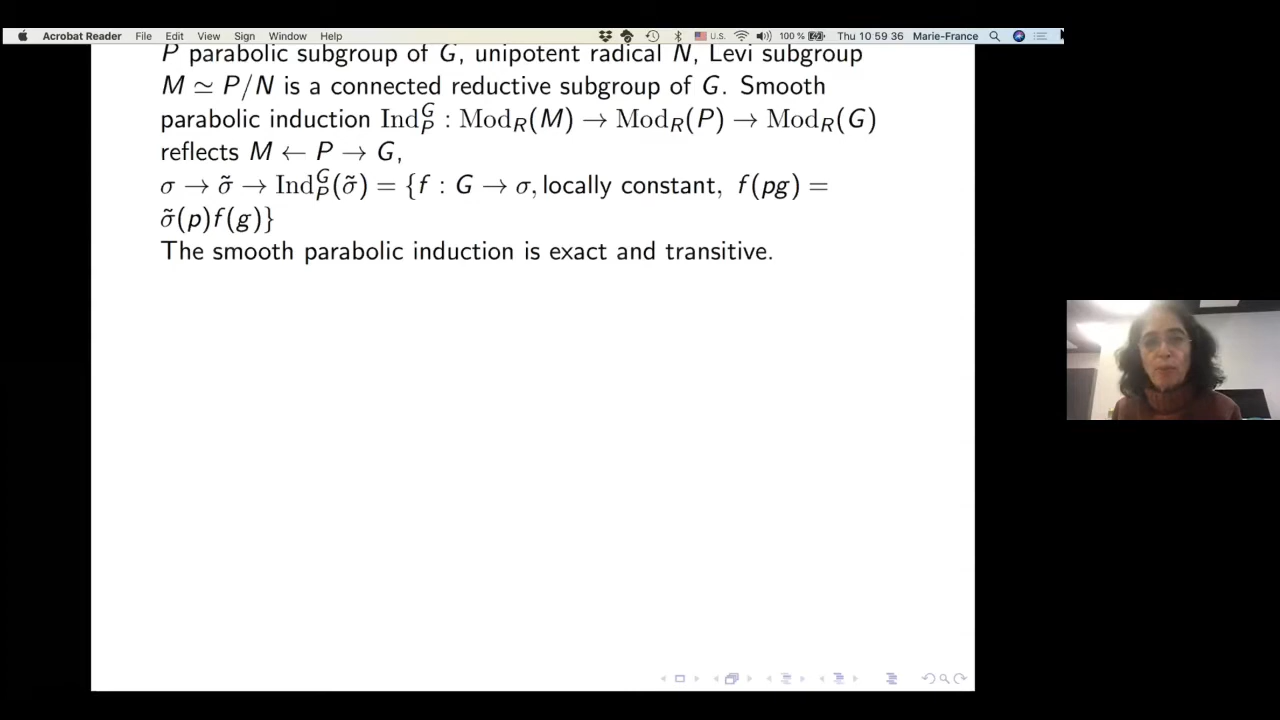 Acrobat Reader File Edit View Sign Window Help U.S. 100 % Thu 10 59 36 Marie-France
P parabolic subgroup of G, unipotent radical N, Levi subgroup
M ≃ P/N is a connected reductive subgroup of G. Smooth
parabolic induction Ind_P^G : Mod_R(M) → Mod_R(P) → Mod_R(G)
reflects M ← P → G,
σ → σ̃ → Ind_P^G(σ̃) = {f : G → σ, locally constant, f(pg) =
σ̃(p)f(g)}
The smooth parabolic induction is exact and transitive.